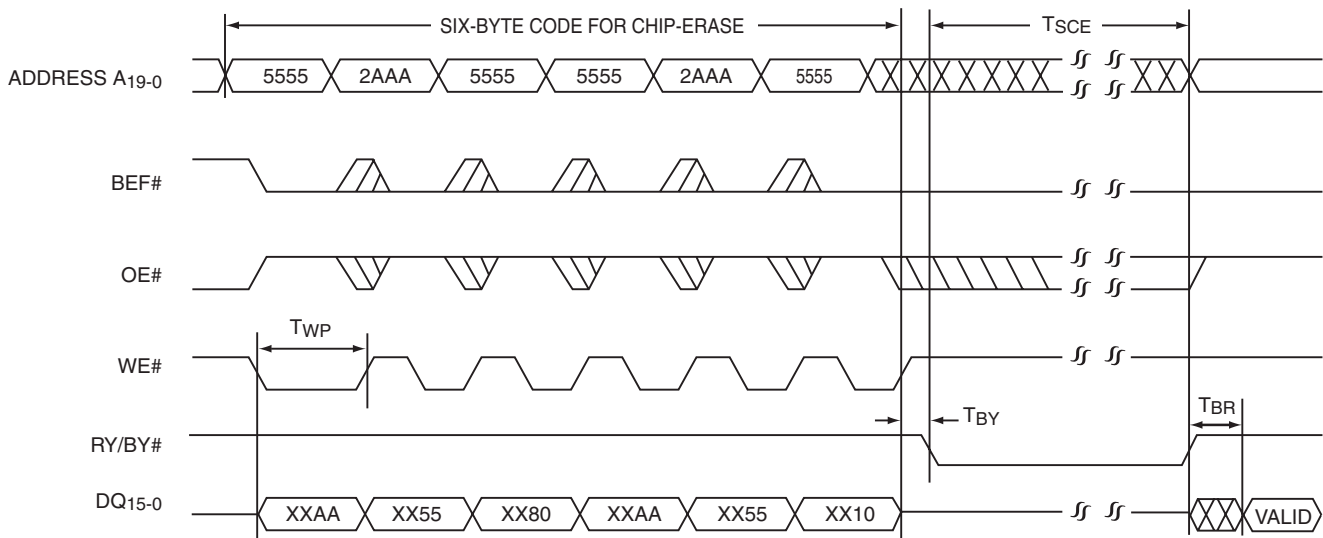 SIX-BYTE CODE FOR CHIP-ERASE TSCE
ADDRESS A19-0 5555 2AAA 5555 5555 2AAA 5555
BEF#
OE#
TWP
WE#
TBY TBR
RY/BY#
DQ15-0 XXAA XX55 XX80 XXAA XX55 XX10 VALID